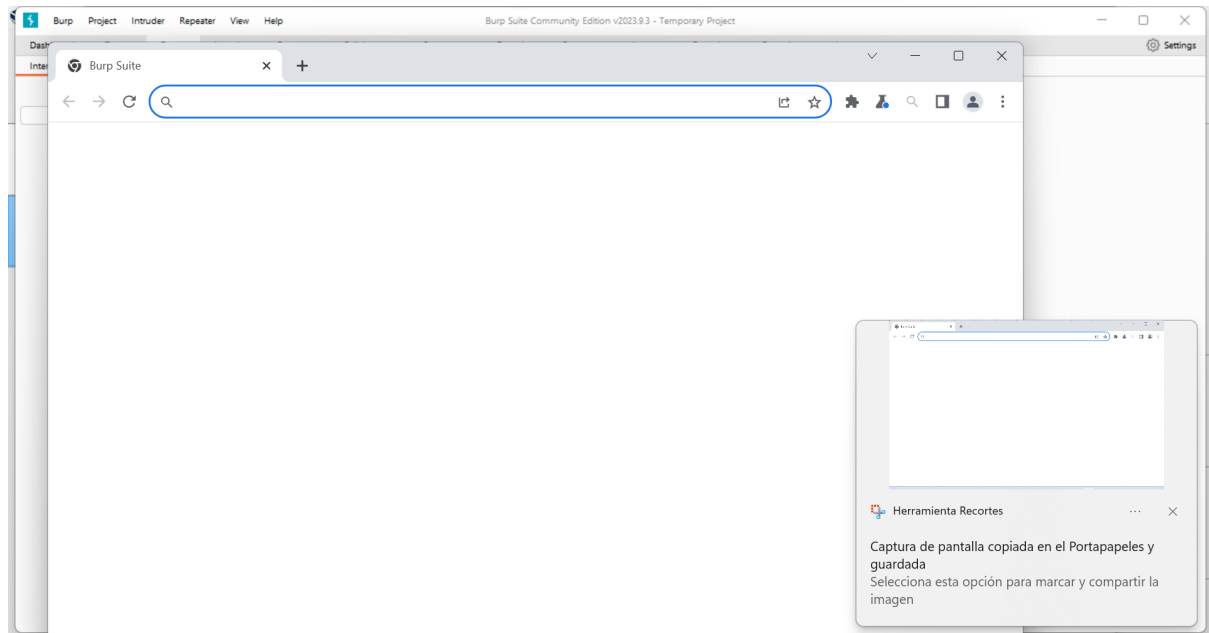 Burp Project Intruder Repeater View Help Burp Suite Community Edition v2023.9.3 - Temporary Project
Settings
Burp Suite
Herramienta Recortes
Captura de pantalla copiada en el Portapapeles y
guardada
Selecciona esta opción para marcar y compartir la
imagen